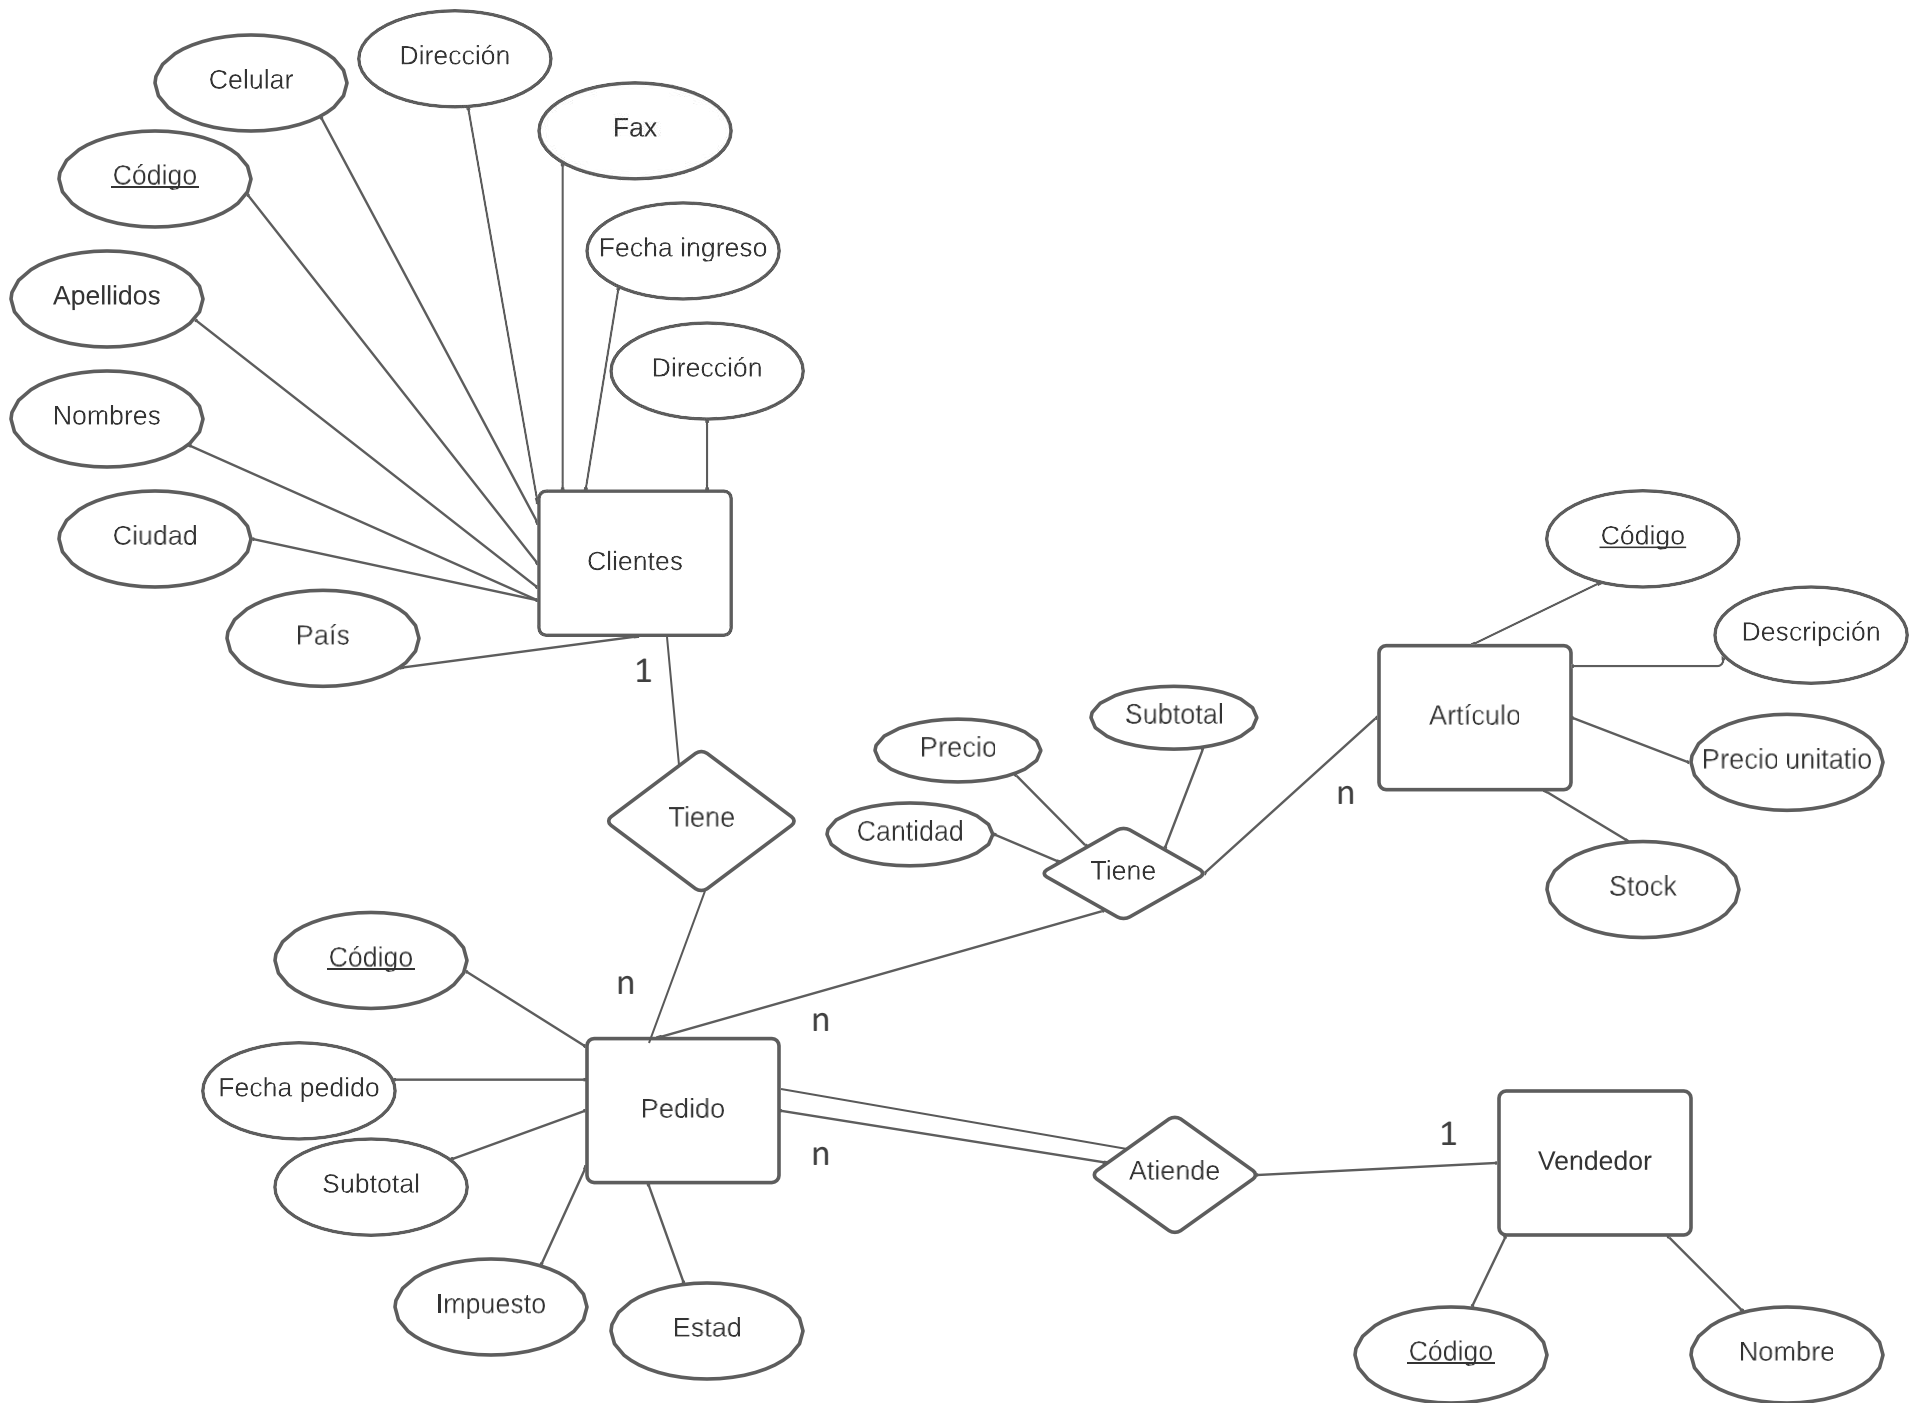 Dirección
Celular
Fax
Código
Fecha ingreso
Apellidos
Dirección
Nombres
Ciudad
Clientes
País
1
Código
Descripción
Artículo
Precio unitatio
Stock
n
Subtotal
Precio
Cantidad
Tiene
Tiene
n
n
Código
Fecha pedido
Pedido
Subtotal
Impuesto
Estad
n
Atiende
1
Vendedor
Código
Nombre